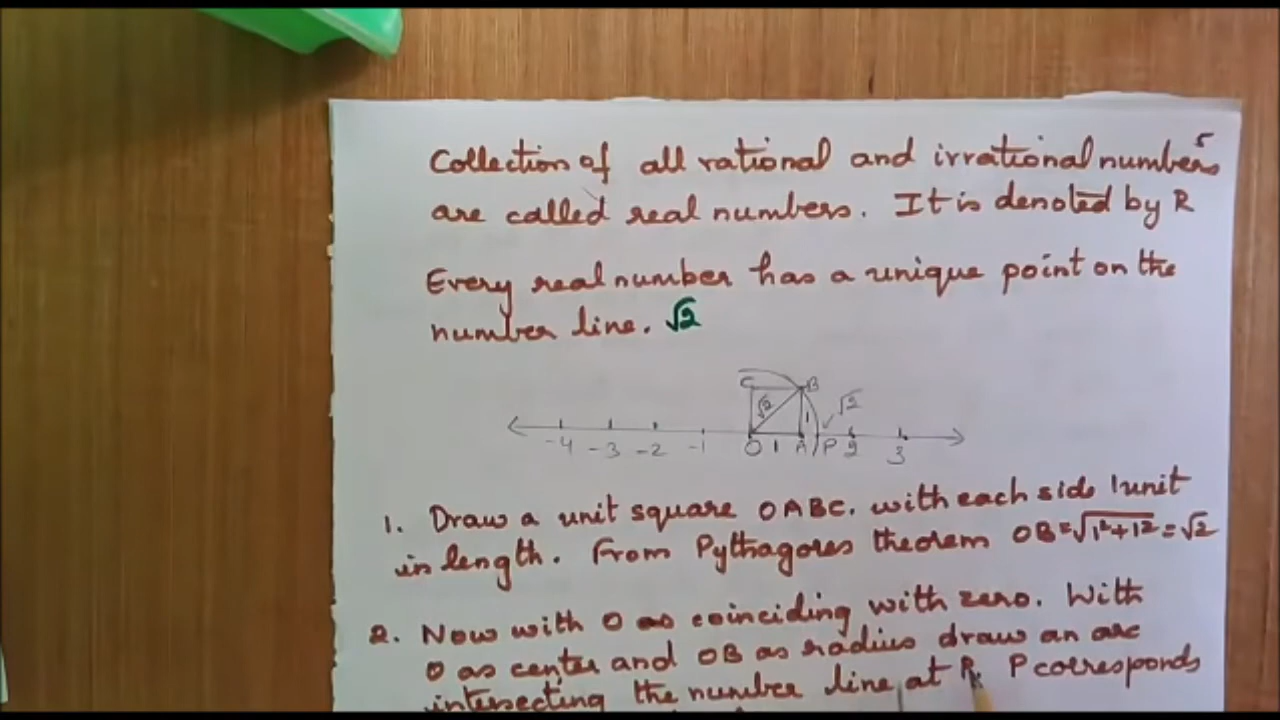 Collection of all rational and irrational numbers
are called real numbers. It is denoted by R
Every real number has a unique point on the
number line. √2
C B
√2 1 √2
-4 -3 -2 -1 O 1 A P 2 3
1. Draw a unit square OABC. with each side 1unit
in length. From Pythagores theorem OB=√1²+1² = √2
2. Now with O as coinciding with zero. With
O as center and OB as radius draw an arc
intersecting the number line at P. P corresponds